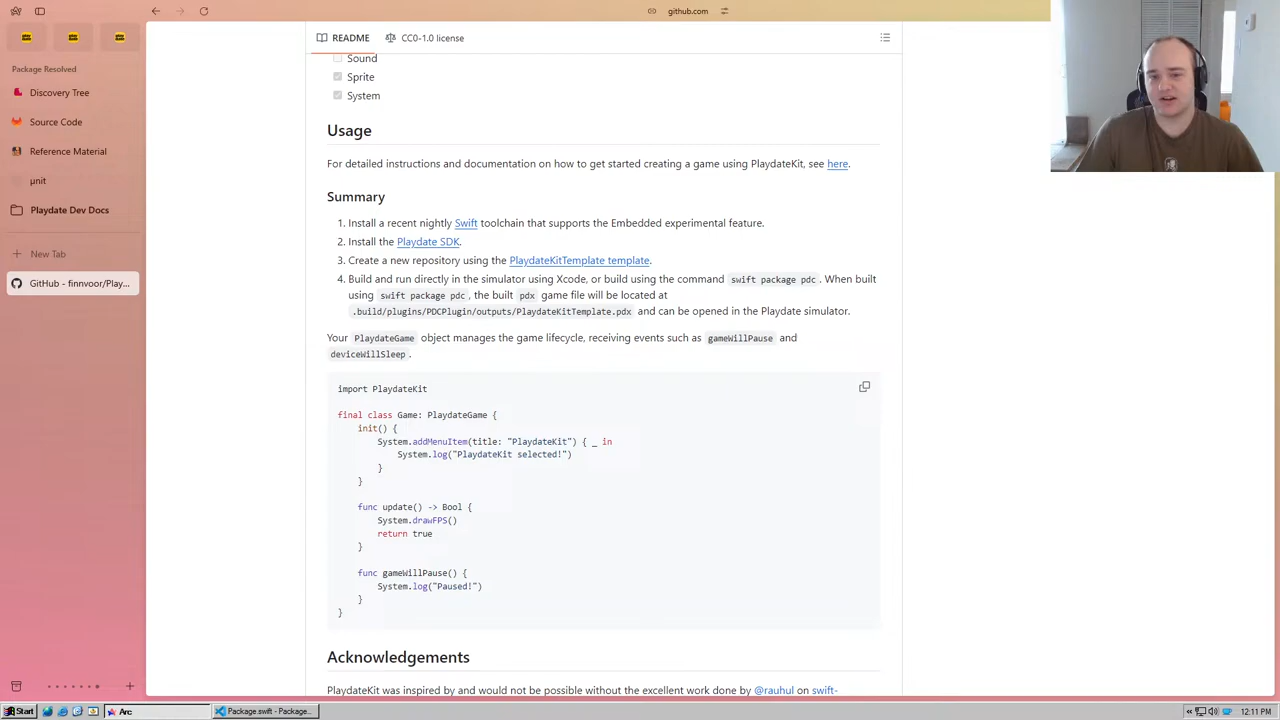 github.com
README
CC0-1.0 license
Package Resolved
Discovery Tree
Source Code
Reference Material
µnit
Playdate Dev Docs
New Tab
GitHub - finnvoor/Play...
Sound
Sprite
System
Usage
For detailed instructions and documentation on how to get started creating a game using PlaydateKit, see here.
Summary
1. Install a recent nightly Swift toolchain that supports the Embedded experimental feature.
2. Install the Playdate SDK.
3. Create a new repository using the PlaydateKitTemplate template.
4. Build and run directly in the simulator using Xcode, or build using the command swift package pdc. When built
using swift package pdc, the built pdx game file will be located at
.build/plugins/PDCPlugin/outputs/PlaydateKitTemplate.pdx and can be opened in the Playdate simulator.
Your PlaydateGame object manages the game lifecycle, receiving events such as gameWillPause and
deviceWillSleep.
import PlaydateKit
final class Game: PlaydateGame {
init() {
System.addMenuItem(title: "PlaydateKit") { _ in
System.log("PlaydateKit selected!")
}
}
func update() -> Bool {
System.drawFPS()
return true
}
func gameWillPause() {
System.log("Paused!")
}
}
Acknowledgements
PlaydateKit was inspired by and would not be possible without the excellent work done by @rauhul on swift-
Start
Arc
Package.swift - Package...
12:11 PM